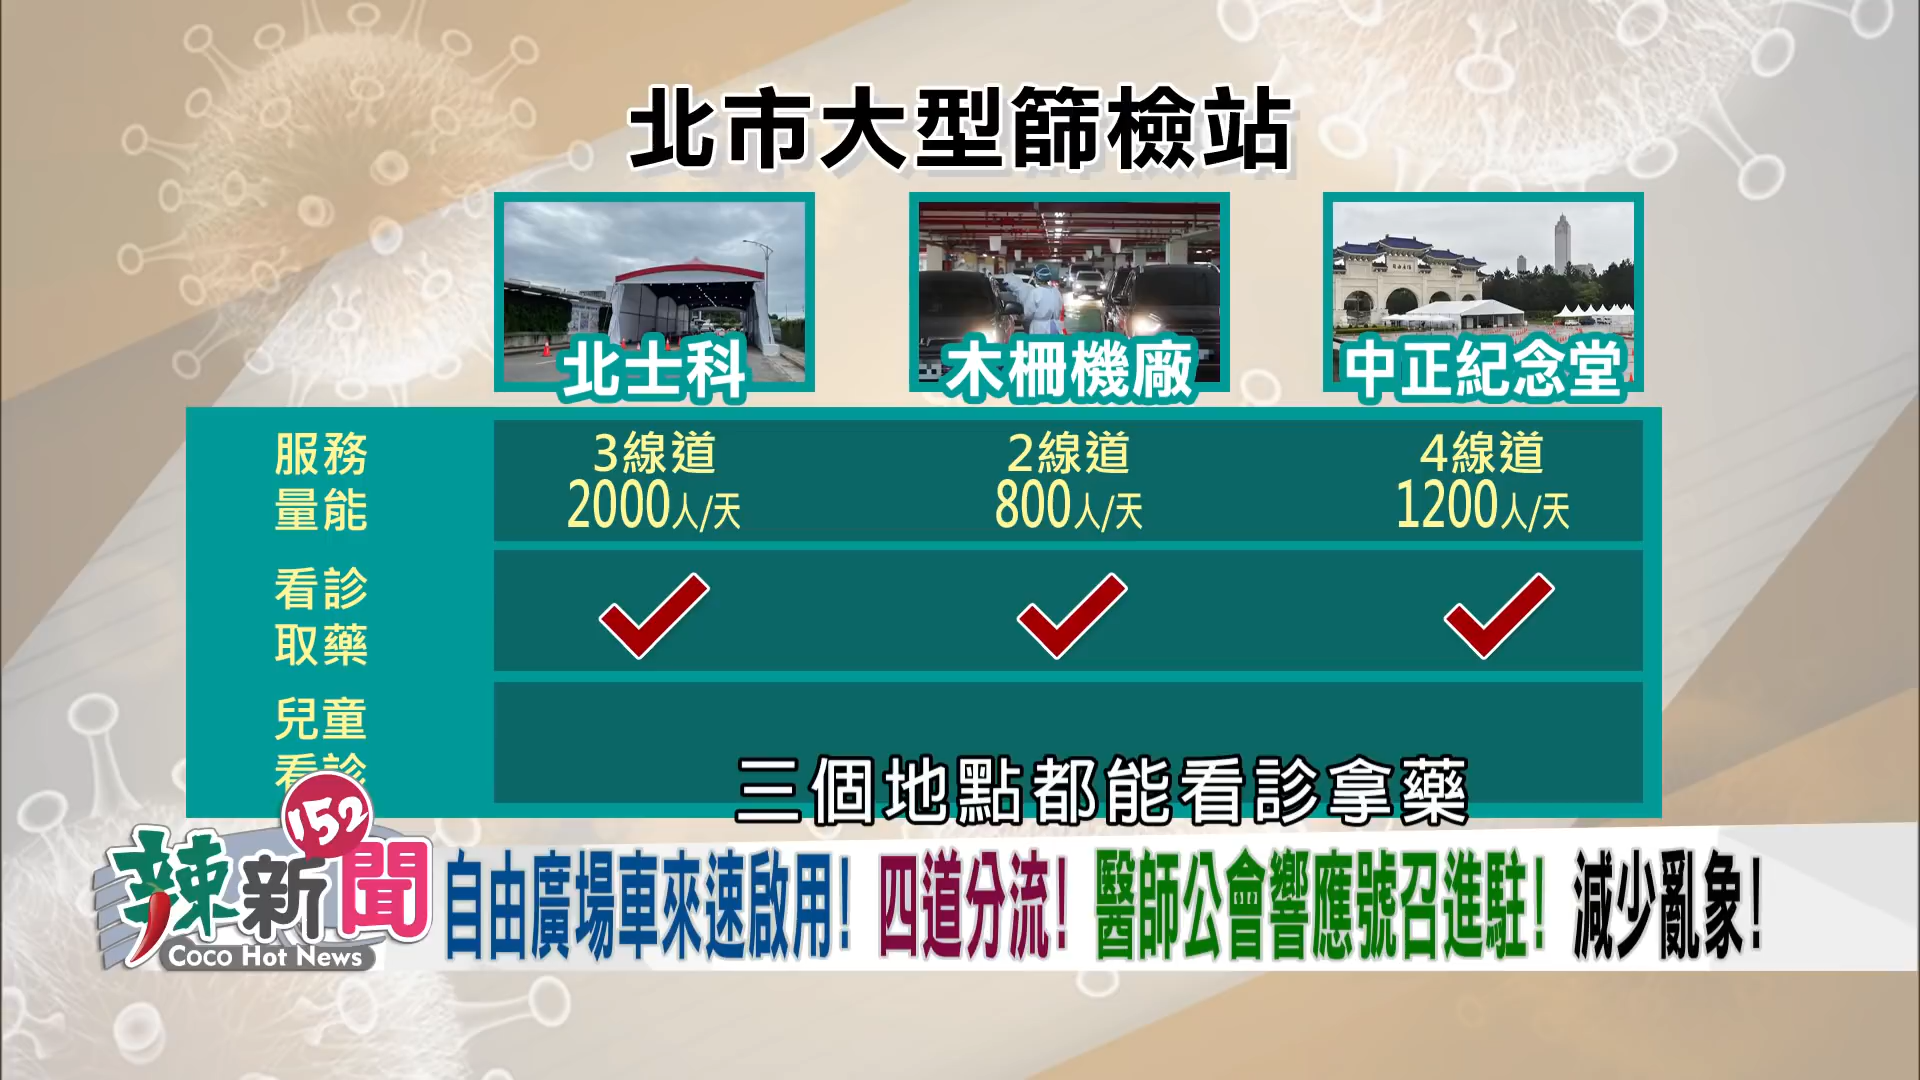 北市大型篩檢站
北士科
木柵機廠
中正紀念堂
服務
量能
3線道
2000人/天
2線道
800人/天
4線道
1200人/天
看診
取藥
兒童
看診
三個地點都能看診拿藥
152
辣新聞
Coco Hot News
自由廣場車來速啟用! 四道分流! 醫師公會響應號召進駐! 減少亂象!